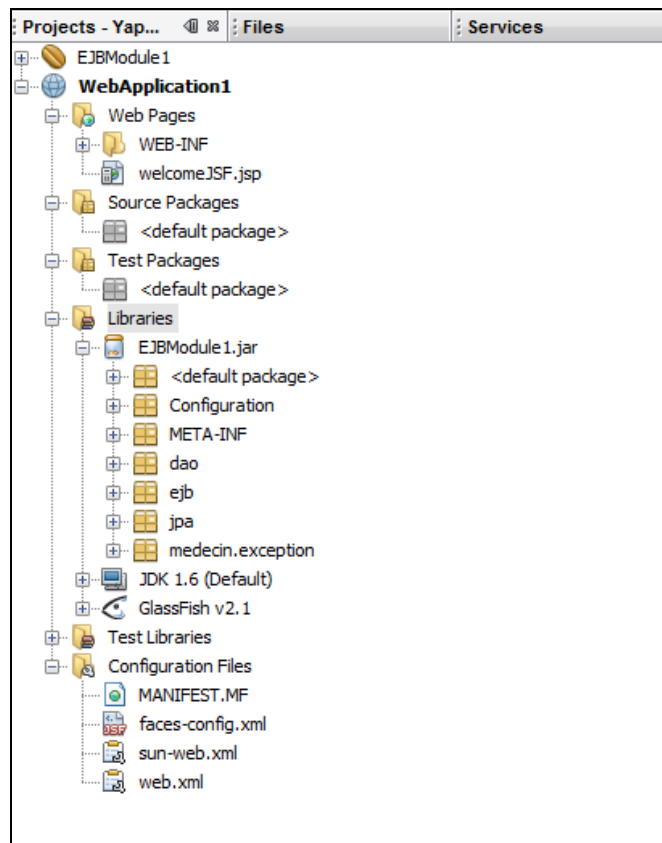 Projects - Yap... Files Services
EJBModule1
WebApplication1
Web Pages
WEB-INF
welcomeJSF.jsp
Source Packages
<default package>
Test Packages
<default package>
Libraries
EJBModule1.jar
<default package>
Configuration
META-INF
dao
ejb
jpa
medecin.exception
JDK 1.6 (Default)
GlassFish v2.1
Test Libraries
Configuration Files
MANIFEST.MF
faces-config.xml
sun-web.xml
web.xml